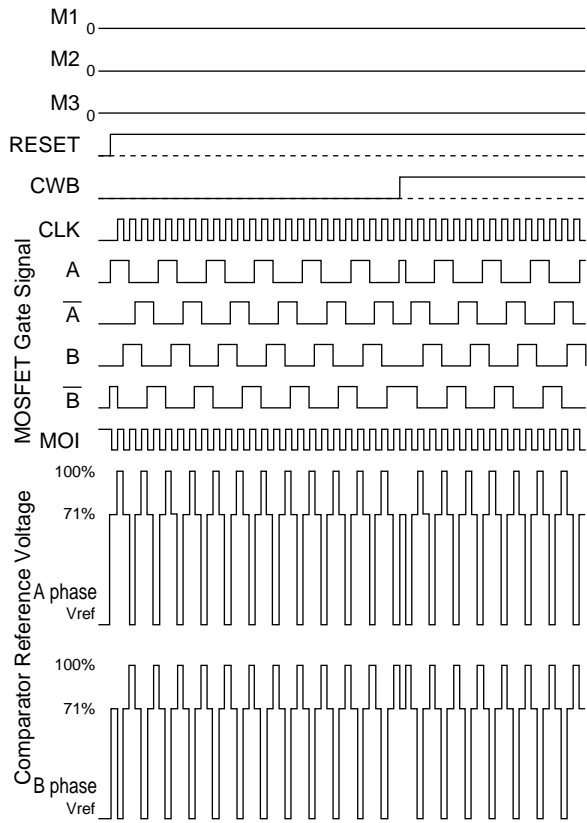 M1 0
M2 0
M3 0
RESET
CWB
CLK
MOSFET Gate Signal
A
A̅
B
B̅
MOI
Comparator Reference Voltage
100%
71%
A phase
Vref
100%
71%
B phase
Vref